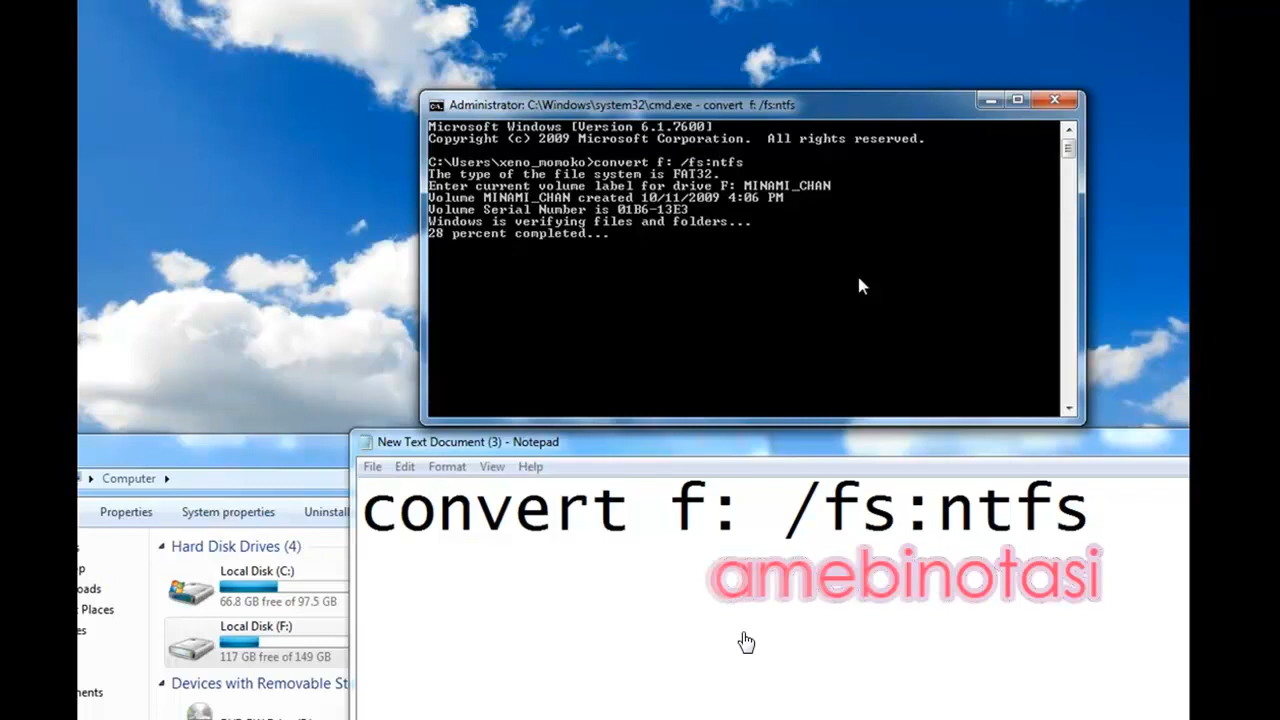 Administrator: C:\Windows\system32\cmd.exe - convert f: /fs:ntfs
Microsoft Windows [Version 6.1.7600]
Copyright (c) 2009 Microsoft Corporation. All rights reserved.
C:\Users\xeno_momoko>convert f: /fs:ntfs
The type of the file system is FAT32.
Enter current volume label for drive F: MINAMI_CHAN
Volume MINAMI_CHAN created 10/11/2009 4:06 PM
Volume Serial Number is 01B6-13E3
Windows is verifying files and folders...
28 percent completed...
New Text Document (3) - Notepad
File Edit Format View Help
convert f: /fs:ntfs
amebinotasi
Computer
Properties System properties Uninstall
Hard Disk Drives (4)
Local Disk (C:)
66.8 GB free of 97.5 GB
Local Disk (F:)
117 GB free of 149 GB
Devices with Removable St
Places